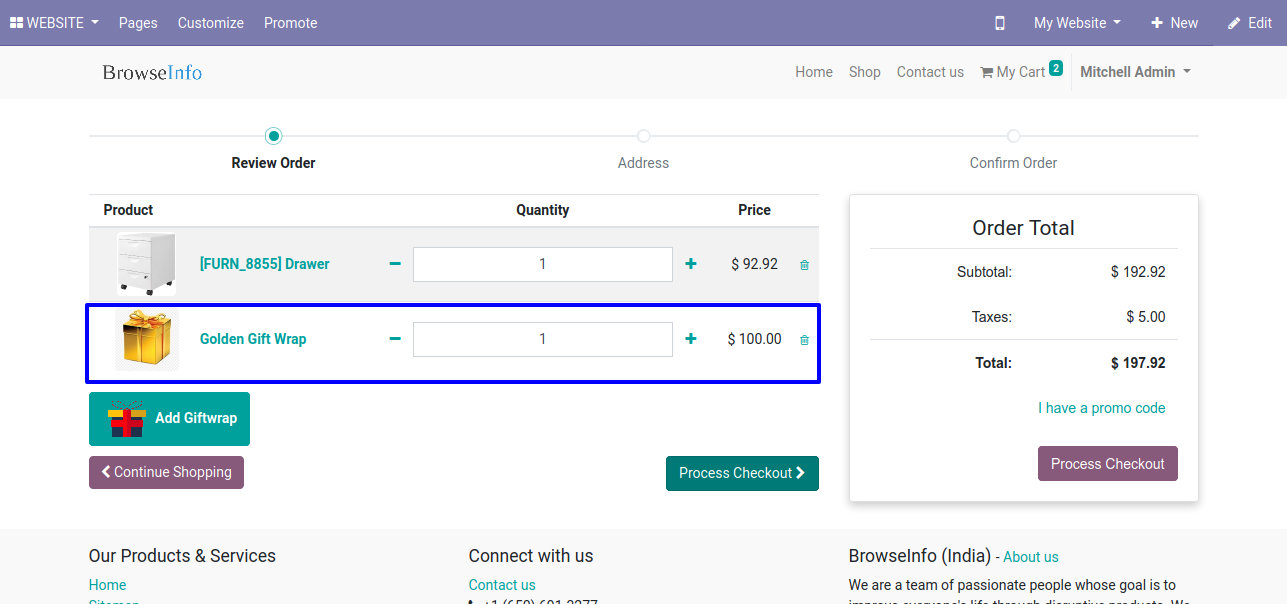 WEBSITE Pages Customize Promote My Website New Edit
BrowseInfo Home Shop Contact us My Cart 2 Mitchell Admin
Review Order Address Confirm Order
Product Quantity Price
[FURN_8855] Drawer 1 $ 92.92
Golden Gift Wrap 1 $ 100.00
Add Giftwrap
Continue Shopping Process Checkout
Order Total
Subtotal: $ 192.92
Taxes: $ 5.00
Total: $ 197.92
I have a promo code
Process Checkout
Our Products & Services
Home
Connect with us
Contact us
BrowseInfo (India) - About us
We are a team of passionate people whose goal is to